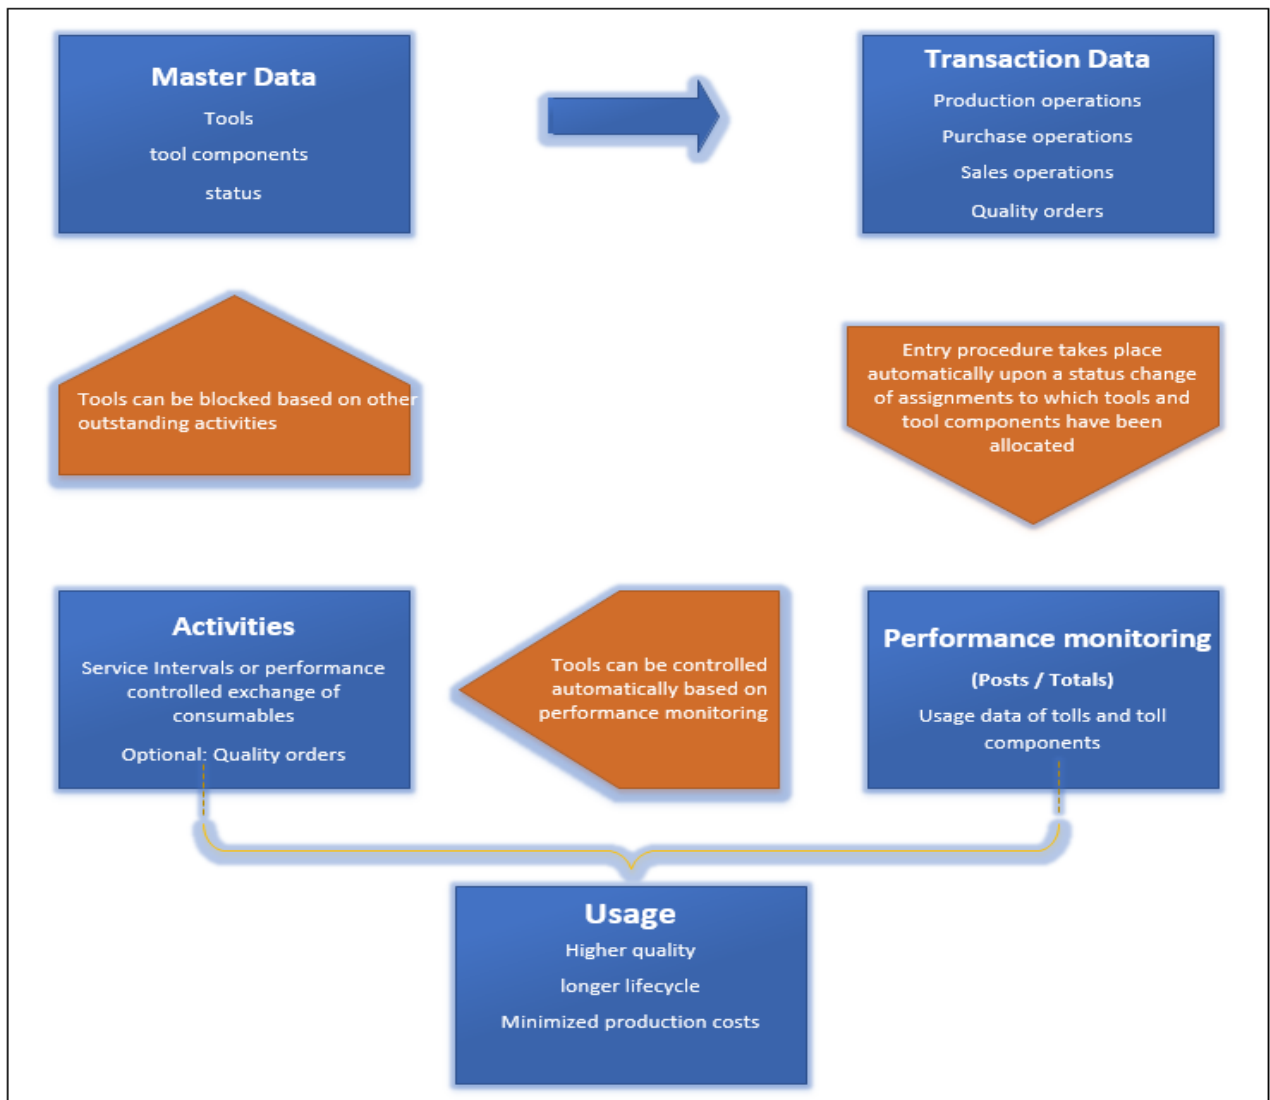 Master Data
Tools
tool components
status
Transaction Data
Production operations
Purchase operations
Sales operations
Quality orders
Tools can be blocked based on other
outstanding activities
Entry procedure takes place
automatically upon a status change
of assignments to which tools and
tool components have been
allocated
Activities
Service Intervals or performance
controlled exchange of
consumables
Optional: Quality orders
Tools can be controlled
automatically based on
performance monitoring
Performance monitoring
(Posts / Totals)
Usage data of tolls and toll
components
Usage
Higher quality
longer lifecycle
Minimized production costs